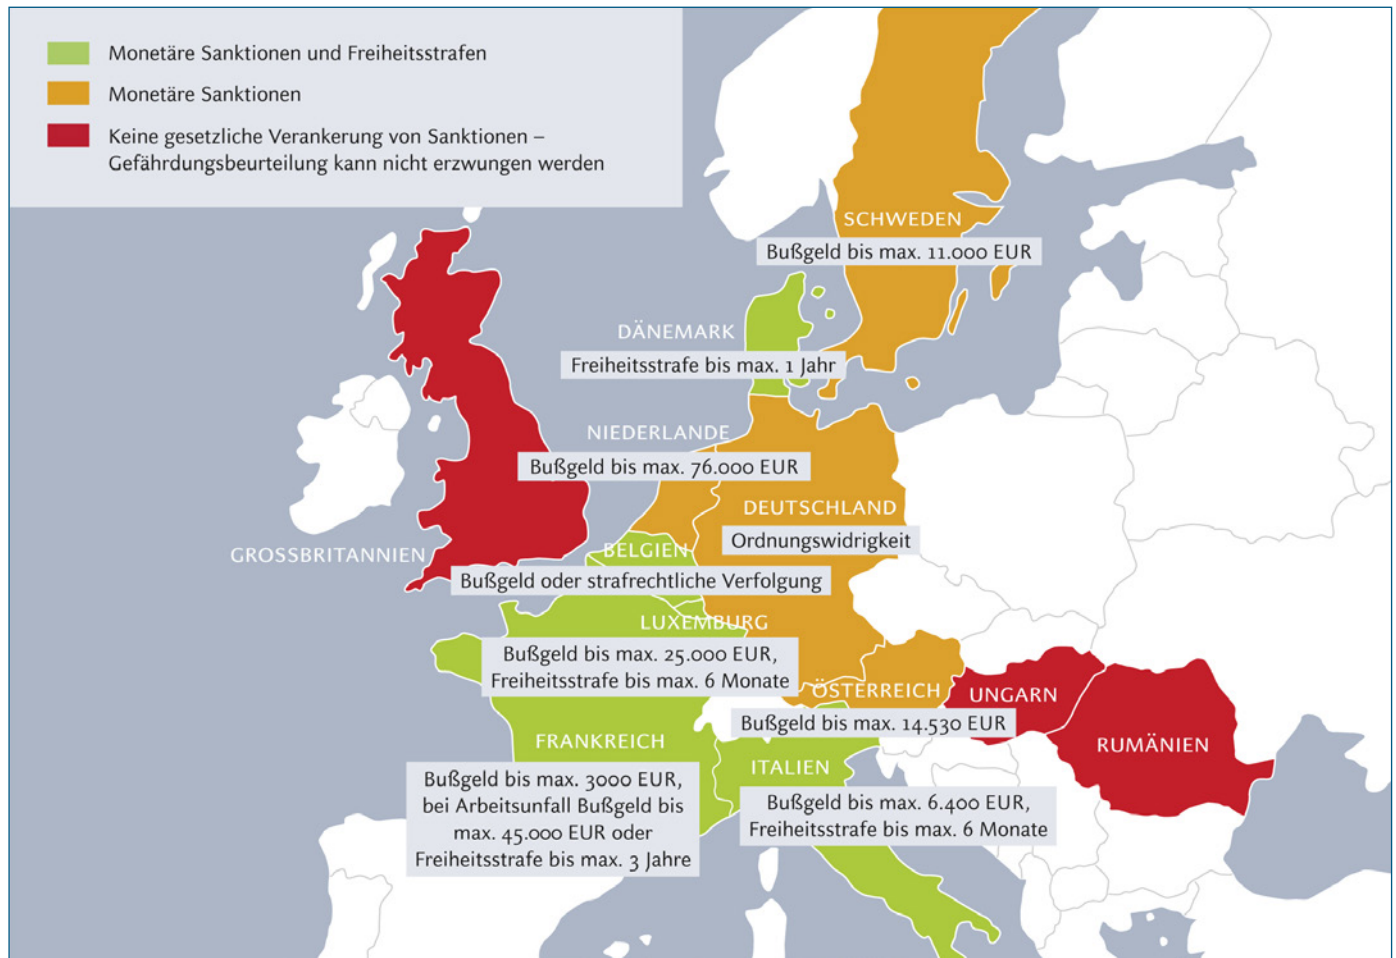 Monetäre Sanktionen und Freiheitsstrafen
Monetäre Sanktionen
Keine gesetzliche Verankerung von Sanktionen –
Gefährdungsbeurteilung kann nicht erzwungen werden
SCHWEDEN
Bußgeld bis max. 11.000 EUR
DÄNEMARK
Freiheitsstrafe bis max. 1 Jahr
NIEDERLANDE
Bußgeld bis max. 76.000 EUR
DEUTSCHLAND
Ordnungswidrigkeit
GROSSBRITANNIEN
BELGIEN
Bußgeld oder strafrechtliche Verfolgung
LUXEMBURG
Bußgeld bis max. 25.000 EUR,
Freiheitsstrafe bis max. 6 Monate
ÖSTERREICH
Bußgeld bis max. 14.530 EUR
UNGARN
RUMÄNIEN
FRANKREICH
Bußgeld bis max. 3000 EUR,
bei Arbeitsunfall Bußgeld bis
max. 45.000 EUR oder
Freiheitsstrafe bis max. 3 Jahre
ITALIEN
Bußgeld bis max. 6.400 EUR,
Freiheitsstrafe bis max. 6 Monate